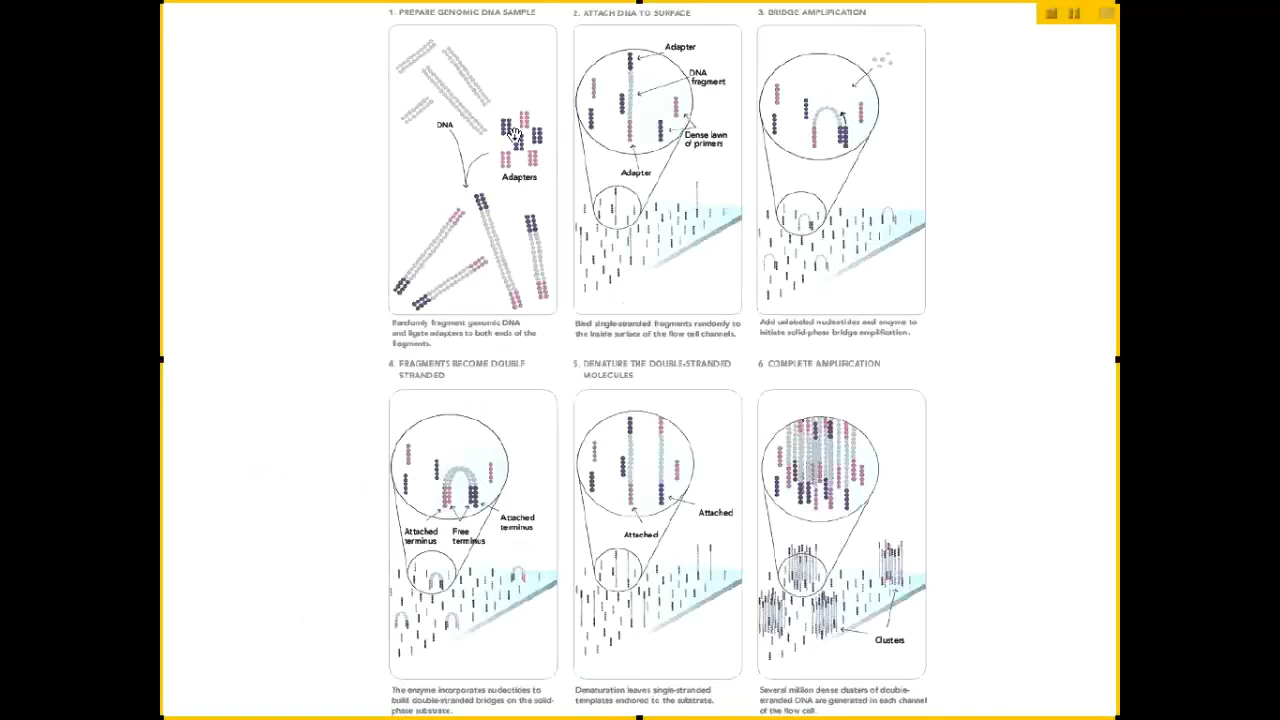 1. PREPARE GENOMIC DNA SAMPLE
DNA
Adapters
Randomly fragment genomic DNA
and ligate adapters to both ends of the
fragments.
2. ATTACH DNA TO SURFACE
Adapter
DNA
fragment
Dense lawn
of primers
Adapter
Bind single-stranded fragments randomly to
the inside surface of the flow cell channels.
3. BRIDGE AMPLIFICATION
Add unlabeled nucleotides and enzyme to
initiate solid-phase bridge amplification.
4. FRAGMENTS BECOME DOUBLE
STRANDED
Attached
terminus
Free
terminus
Attached
terminus
The enzyme incorporates nucleotides to
build double-stranded bridges on the solid-
phase substrate.
5. DENATURE THE DOUBLE-STRANDED
MOLECULES
Attached
Attached
Denaturation leaves single-stranded
templates anchored to the substrate.
6. COMPLETE AMPLIFICATION
Clusters
Several million dense clusters of double-
stranded DNA are generated in each channel
of the flow cell.